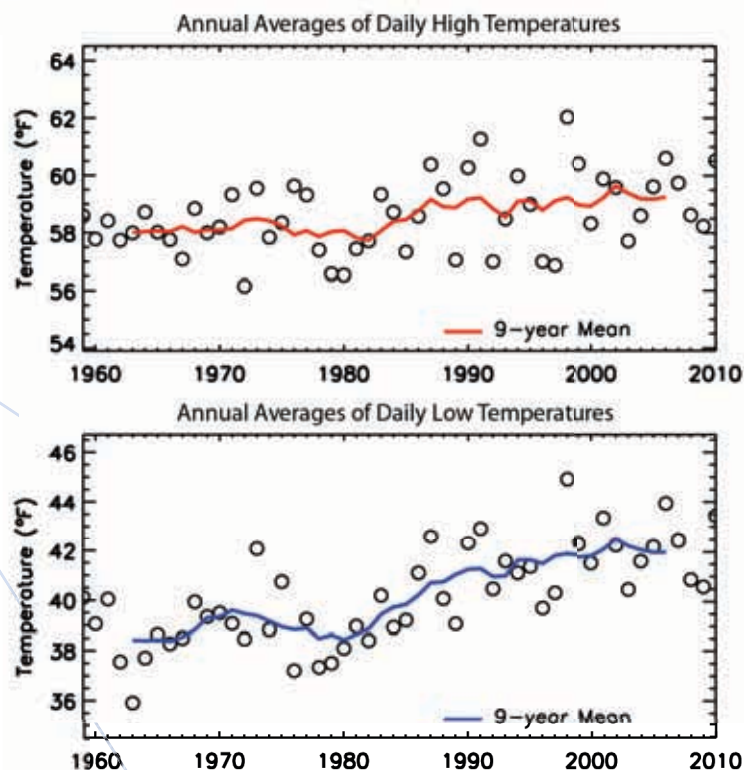 Annual Averages of Daily High Temperatures
64
62
60
58
56
54
Temperature (°F)
9-year Mean
1960 1970 1980 1990 2000 2010
Annual Averages of Daily Low Temperatures
46
44
42
40
38
36
Temperature (°F)
9-year Mean
1960 1970 1980 1990 2000 2010